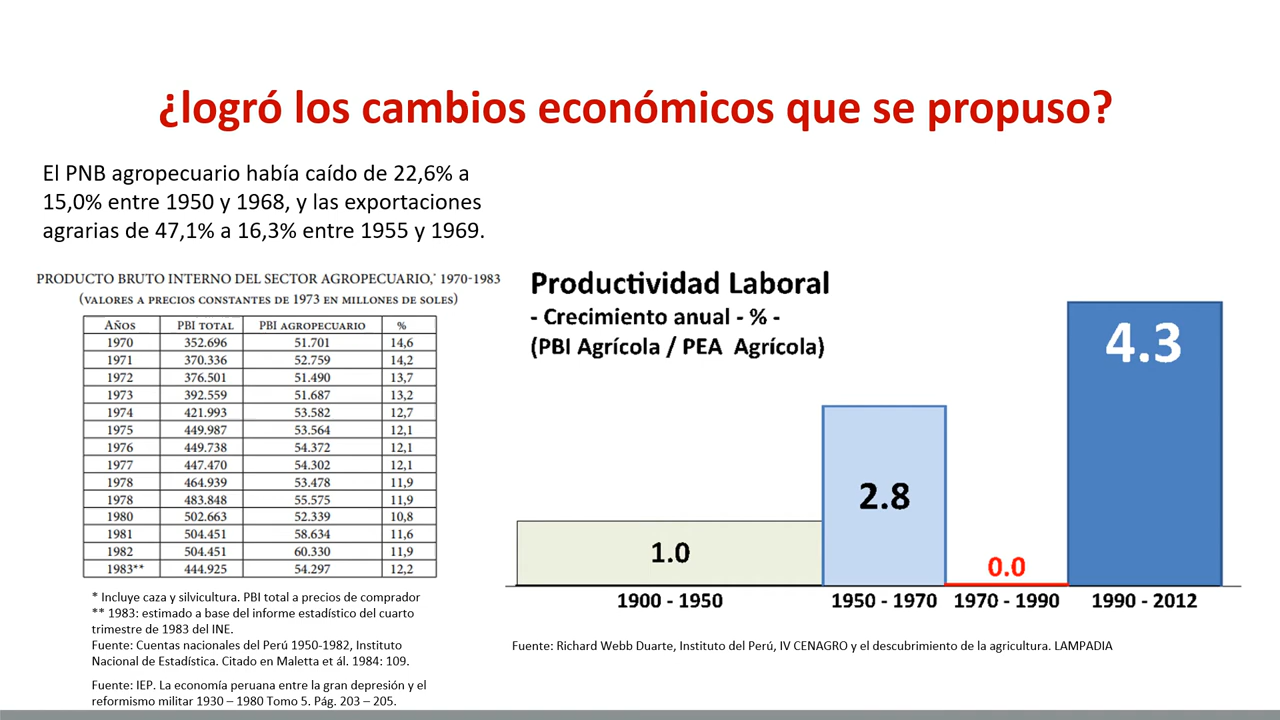 ¿logró los cambios económicos que se propuso?
El PNB agropecuario había caído de 22,6% a
15,0% entre 1950 y 1968, y las exportaciones
agrarias de 47,1% a 16,3% entre 1955 y 1969.
PRODUCTO BRUTO INTERNO DEL SECTOR AGROPECUARIO,* 1970-1983
(VALORES A PRECIOS CONSTANTES DE 1973 EN MILLONES DE SOLES)
AÑOS PBI TOTAL PBI AGROPECUARIO %
1970 352.696 51.701 14,6
1971 370.336 52.759 14,2
1972 376.501 51.490 13,7
1973 392.559 51.687 13,2
1974 421.993 53.582 12,7
1975 449.987 53.564 12,1
1976 449.738 54.372 12,1
1977 447.470 54.302 12,1
1978 464.939 53.478 11,9
1978 483.848 55.575 11,9
1980 502.663 52.339 10,8
1981 504.451 58.634 11,6
1982 504.451 60.330 11,9
1983** 444.925 54.297 12,2
* Incluye caza y silvicultura. PBI total a precios de comprador
** 1983: estimado a base del informe estadístico del cuarto
trimestre de 1983 del INE.
Fuente: Cuentas nacionales del Perú 1950-1982, Instituto
Nacional de Estadística. Citado en Maletta et ál. 1984: 109.
Fuente: IEP. La economía peruana entre la gran depresión y el
reformismo militar 1930 – 1980 Tomo 5. Pág. 203 – 205.
Productividad Laboral
- Crecimiento anual - % -
(PBI Agrícola / PEA Agrícola)
1.0
2.8
0.0
4.3
1900 - 1950
1950 - 1970
1970 - 1990
1990 - 2012
Fuente: Richard Webb Duarte, Instituto del Perú, IV CENAGRO y el descubrimiento de la agricultura. LAMPADIA